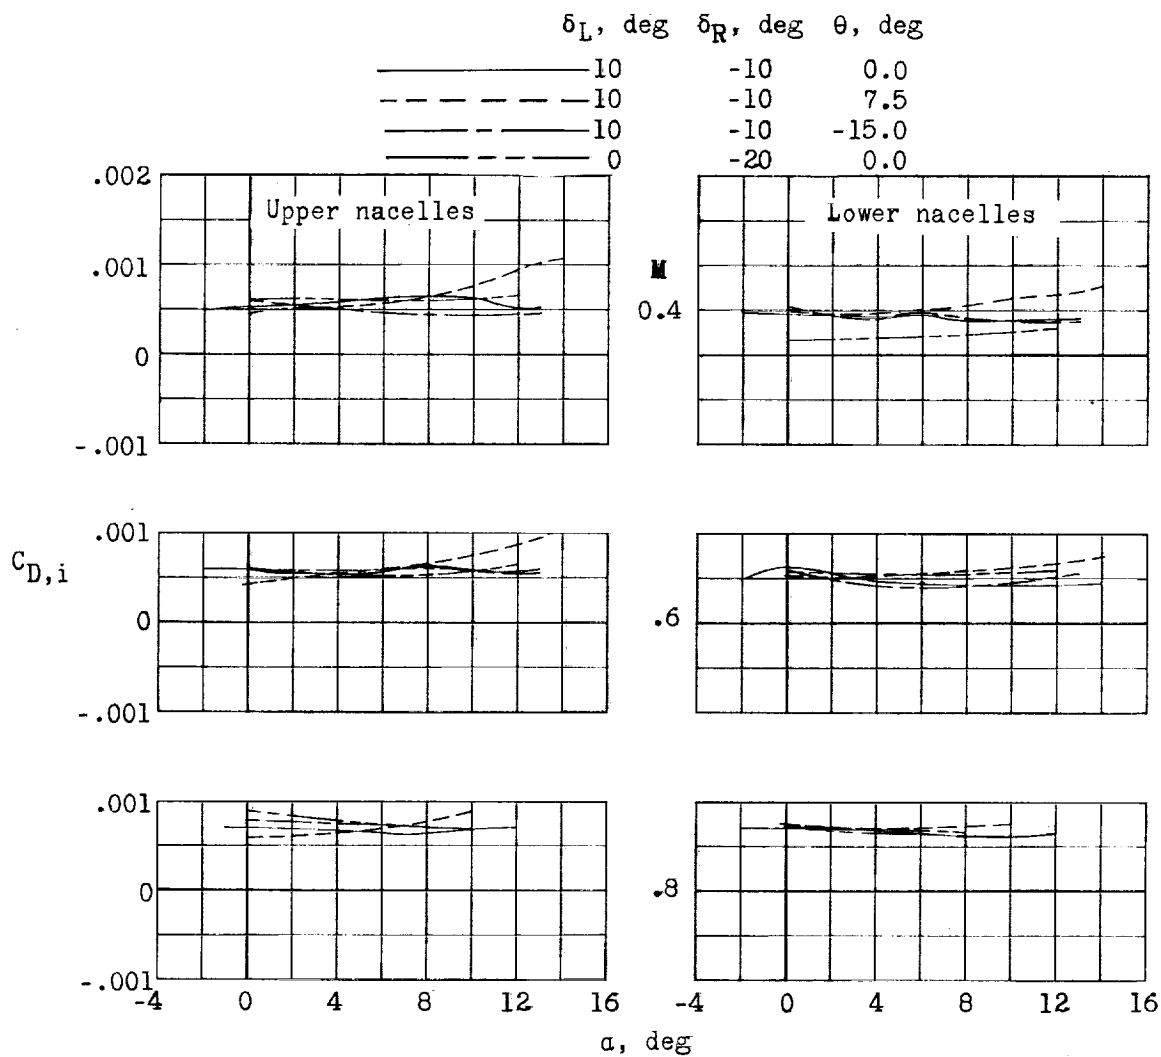 δL, deg δR, deg θ, deg
10 -10 0.0
10 -10 7.5
10 -10 -15.0
0 -20 0.0
.002
Upper nacelles
Lower nacelles
.001
M
0.4
0
-.001
.001
CD,i
0
.6
-.001
.001
0
.8
-.001
-4 0 4 8 12 16 -4 0 4 8 12 16
α, deg